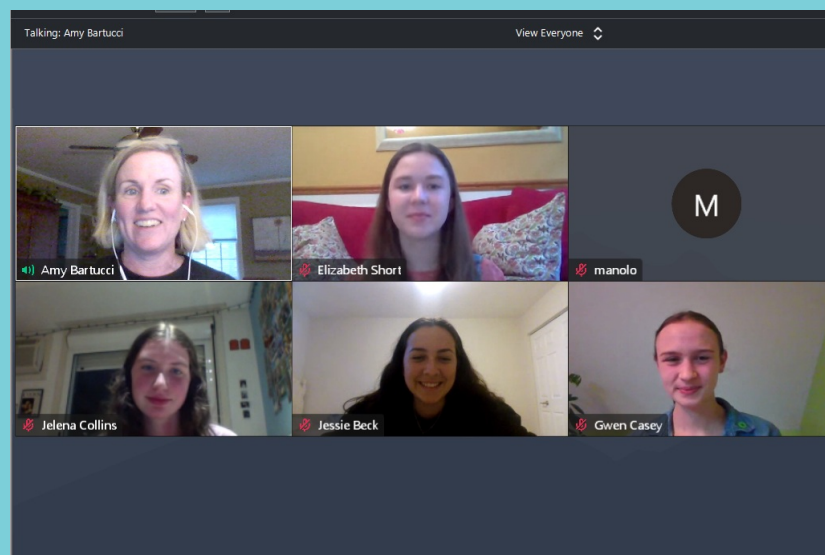 Talking: Amy Bartucci
View Everyone
Amy Bartucci
Elizabeth Short
M
manolo
Jelena Collins
Jessie Beck
Gwen Casey